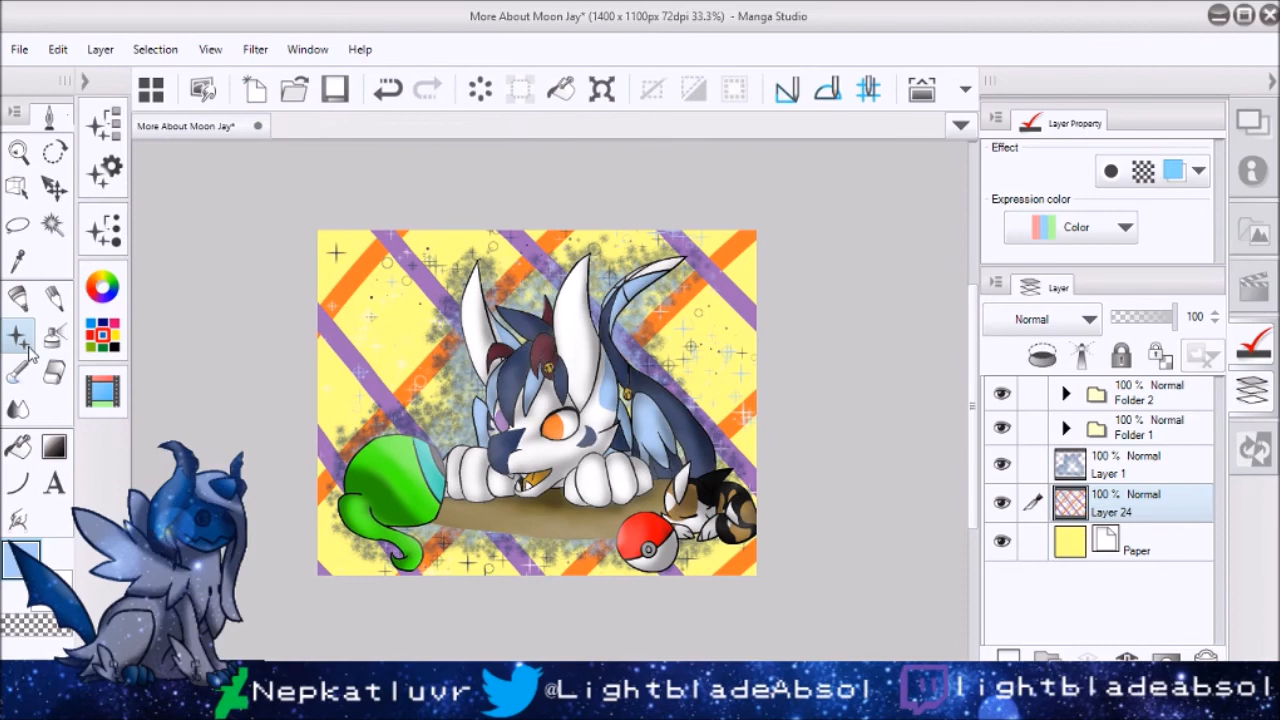 More About Moon Jay* (1400 x 1100px 72dpi 33.3%) - Manga Studio
File Edit Layer Selection View Filter Window Help
More About Moon Jay*
Layer Property
Effect
Expression color
Color
Layer
Normal 100
100 % Normal
Folder 2
100 % Normal
Folder 1
100 % Normal
Layer 1
100 % Normal
Layer 24
Paper
Nepkatluvr @LightbladeAbsol lightbladeabsol